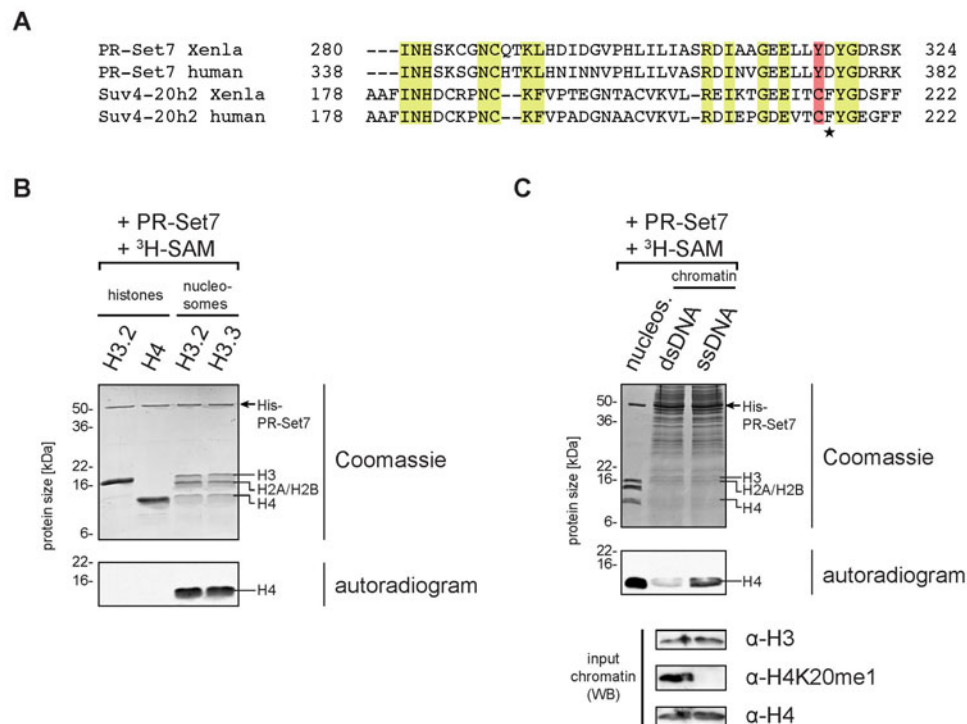 A
PR-Set7 Xenla 280 ---INHSKCGNCQTKLHDIDGVPHLILIASRDIAAGEELLYDYGDRSK 324
PR-Set7 human 338 ---INHSKSGNCHTKLHNINNVPHLILVASRDINVGEELLYDYGDRRK 382
Suv4-20h2 Xenla 178 AAFINHDCRPNC--KFVPTEGNTACVKVL-REIKTGEEITCFYGDSFF 222
Suv4-20h2 human 178 AAFINHDCKPNC--KFVPADGNAACVKVL-RDIEPGDEVTCFYGEGFF 222
★
B
+ PR-Set7
+ ³H-SAM
histones
nucleo-
somes
H3.2
H4
H3.2
H3.3
protein size [kDa]
50-
36-
22-
16-
6-
His-
PR-Set7
H3
H2A/H2B
H4
Coomassie
22-
16-
H4
autoradiogram
C
+ PR-Set7
+ ³H-SAM
chromatin
nucleos.
dsDNA
ssDNA
protein size [kDa]
50-
36-
22-
16-
6-
His-
PR-Set7
H3
H2A/H2B
H4
Coomassie
22-
16-
H4
autoradiogram
input
chromatin
(WB)
α-H3
α-H4K20me1
α-H4